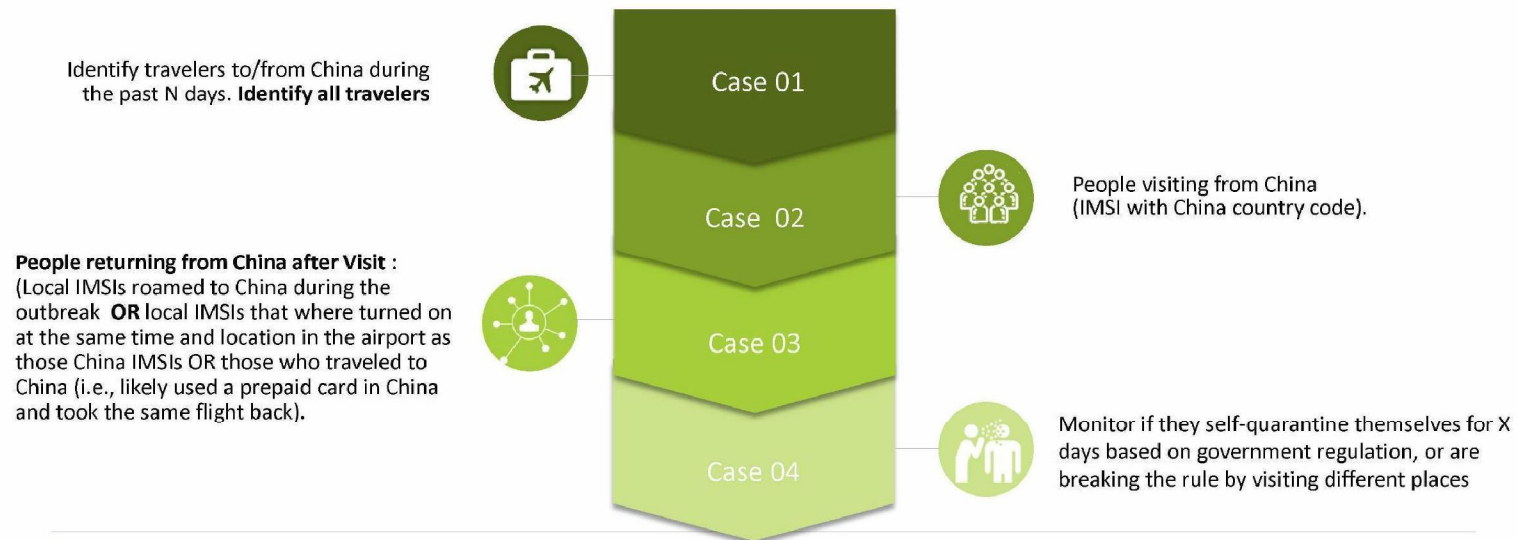 Identify travelers to/from China during
the past N days. Identify all travelers
Case 01
Case 02
People visiting from China
(IMSI with China country code).
People returning from China after Visit :
(Local IMSIs roamed to China during the
outbreak OR local IMSIs that where turned on
at the same time and location in the airport as
those China IMSIs OR those who traveled to
China (i.e., likely used a prepaid card in China
and took the same flight back).
Case 03
Case 04
Monitor if they self-quarantine themselves for X
days based on government regulation, or are
breaking the rule by visiting different places